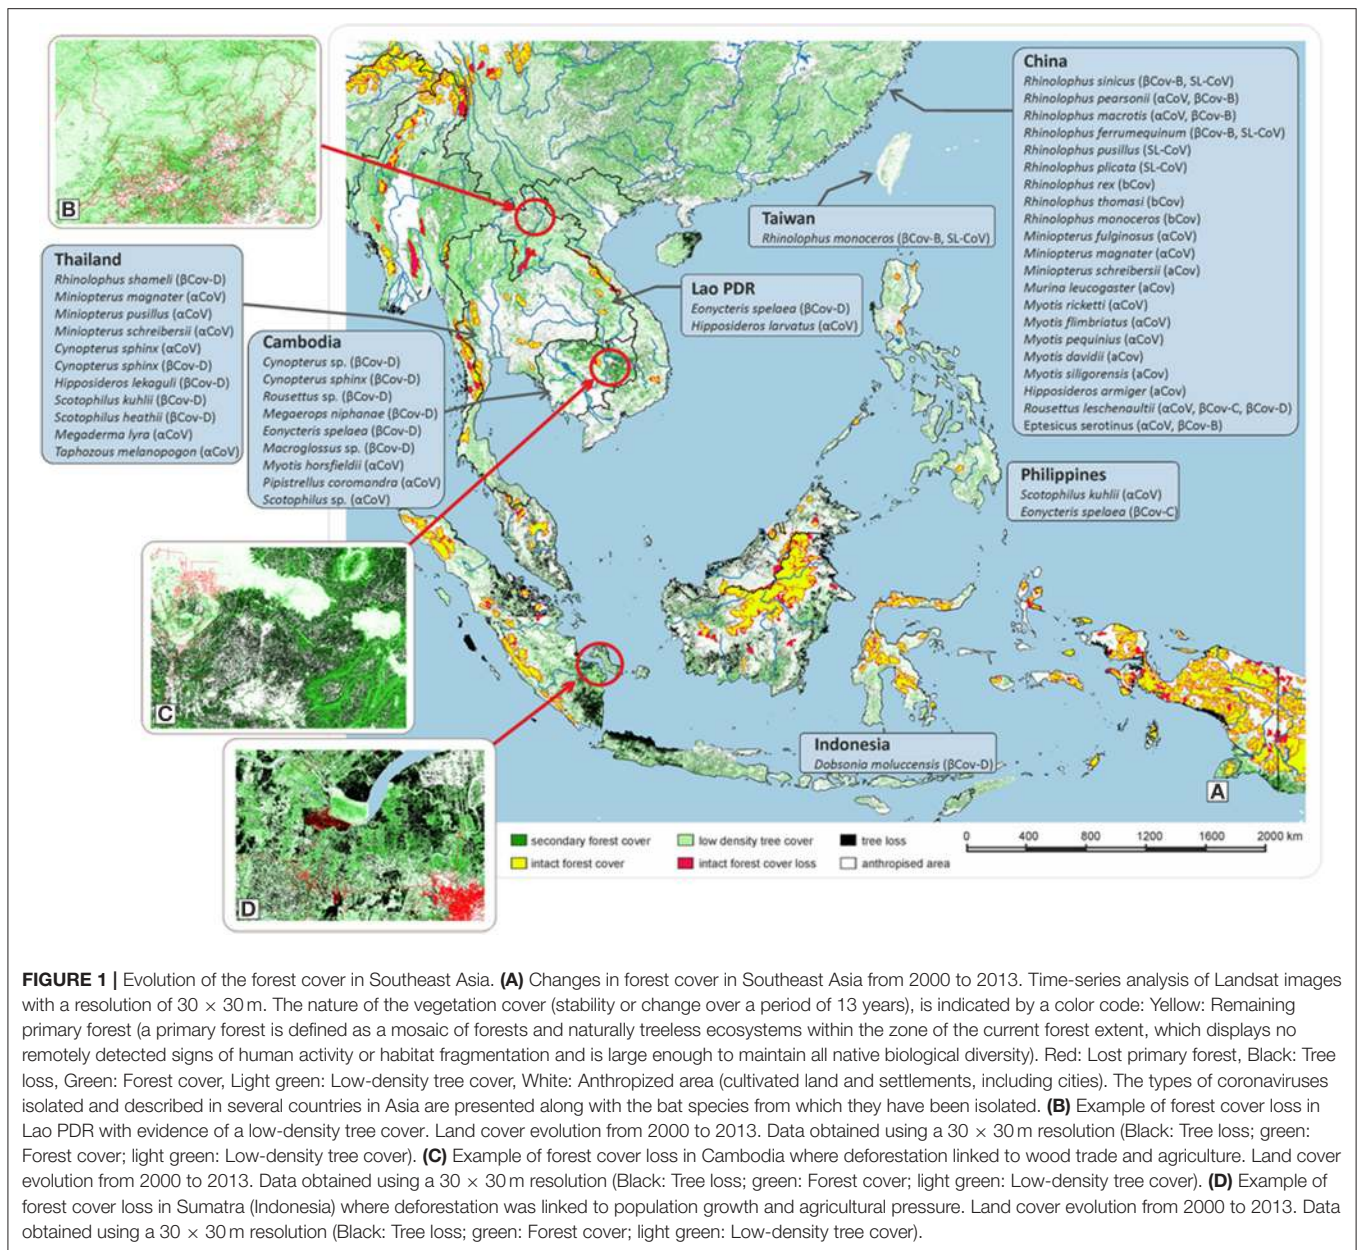 B
Thailand
Rhinolophus shameli (βCov-D)
Miniopterus magnater (αCoV)
Miniopterus pusillus (αCoV)
Miniopterus schreibersii (αCoV)
Cynopterus sphinx (αCoV)
Cynopterus sphinx (βCov-D)
Hipposideros lekaguli (βCov-D)
Scotophilus kuhlii (βCov-D)
Scotophilus heathii (βCov-D)
Megaderma lyra (αCoV)
Taphozous melanopogon (αCoV)
Cambodia
Cynopterus sp. (βCov-D)
Cynopterus sphinx (βCov-D)
Rousettus sp. (βCov-D)
Megaerops niphanae (βCov-D)
Eonycteris spelaea (βCov-D)
Macroglossus sp. (βCov-D)
Myotis horsfieldii (αCoV)
Pipistrellus coromandra (αCoV)
Scotophilus sp. (αCoV)
Lao PDR
Eonycteris spelaea (βCov-D)
Hipposideros larvatus (αCoV)
Taiwan
Rhinolophus monoceros (βCov-B, SL-CoV)
China
Rhinolophus sinicus (βCov-B, SL-CoV)
Rhinolophus pearsonii (αCoV, βCov-B)
Rhinolophus macrotis (αCoV, βCov-B)
Rhinolophus ferrumequinum (βCov-B, SL-CoV)
Rhinolophus pusillus (SL-CoV)
Rhinolophus plicata (SL-CoV)
Rhinolophus rex (bCov)
Rhinolophus thomasi (bCov)
Rhinolophus monoceros (bCov)
Miniopterus fulginosus (αCoV)
Miniopterus magnater (αCoV)
Miniopterus schreibersii (aCov)
Murina leucogaster (aCov)
Myotis ricketti (αCoV)
Myotis flimbriatus (αCoV)
Myotis pequinius (αCoV)
Myotis davidii (aCov)
Myotis siligorensis (aCov)
Hipposideros armiger (aCov)
Rousettus leschenaultii (αCoV, βCov-C, βCov-D)
Eptesicus serotinus (αCoV, βCov-B)
Philippines
Scotophilus kuhlii (αCoV)
Eonycteris spelaea (βCov-C)
Indonesia
Dobsonia moluccensis (βCov-D)
C
D
A
secondary forest cover
low density tree cover
tree loss
intact forest cover
intact forest cover loss
anthropised area
0 400 800 1200 1600 2000 km
FIGURE 1 | Evolution of the forest cover in Southeast Asia. (A) Changes in forest cover in Southeast Asia from 2000 to 2013. Time-series analysis of Landsat images
with a resolution of 30 × 30 m. The nature of the vegetation cover (stability or change over a period of 13 years), is indicated by a color code: Yellow: Remaining
primary forest (a primary forest is defined as a mosaic of forests and naturally treeless ecosystems within the zone of the current forest extent, which displays no
remotely detected signs of human activity or habitat fragmentation and is large enough to maintain all native biological diversity). Red: Lost primary forest, Black: Tree
loss, Green: Forest cover, Light green: Low-density tree cover, White: Anthropized area (cultivated land and settlements, including cities). The types of coronaviruses
isolated and described in several countries in Asia are presented along with the bat species from which they have been isolated. (B) Example of forest cover loss in
Lao PDR with evidence of a low-density tree cover. Land cover evolution from 2000 to 2013. Data obtained using a 30 × 30 m resolution (Black: Tree loss; green:
Forest cover; light green: Low-density tree cover). (C) Example of forest cover loss in Cambodia where deforestation linked to wood trade and agriculture. Land cover
evolution from 2000 to 2013. Data obtained using a 30 × 30 m resolution (Black: Tree loss; green: Forest cover; light green: Low-density tree cover). (D) Example of
forest cover loss in Sumatra (Indonesia) where deforestation was linked to population growth and agricultural pressure. Land cover evolution from 2000 to 2013. Data
obtained using a 30 × 30 m resolution (Black: Tree loss; green: Forest cover; light green: Low-density tree cover).